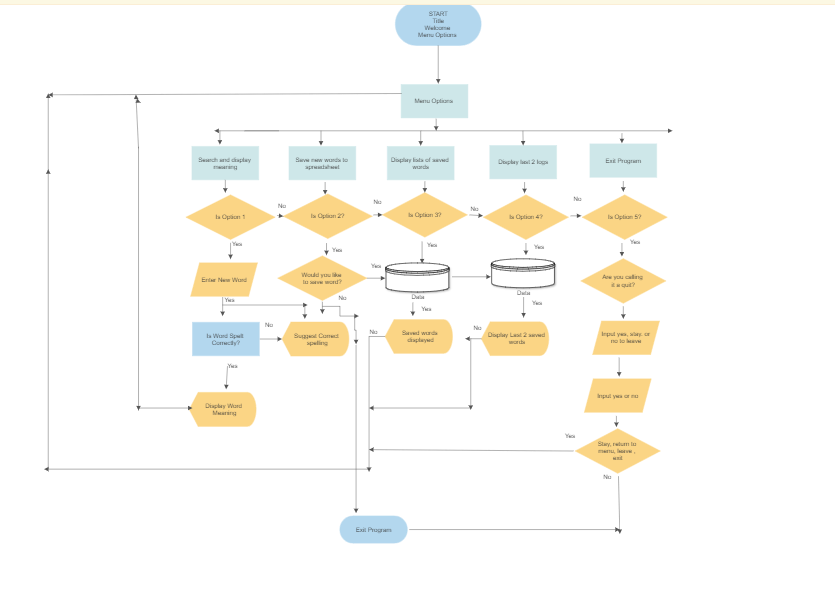 START
Title
Welcome
Menu Options
Menu Options
Search and display
meaning
Save new words to
spreadsheet
Display lists of saved
words
Display last 2 logs
Exit Program
Is Option 1
No
Is Option 2?
No
Is Option 3?
No
Is Option 4?
No
Is Option 5?
Yes
Yes
Yes
Yes
Yes
Enter New Word
Would you like
to save word?
Yes
Data
Data
Are you calling
it a quit?
Yes
No
Yes
Yes
Is Word Spell
Correctly?
No
Suggest Correct
spelling
No
Saved words
displayed
No
Display Last 2 saved
words
Input yes, stay. or
no to leave
Yes
Display Word
Meaning
Input yes or no
Yes
Stay, return to
menu, leave ,
exit
No
Exit Program